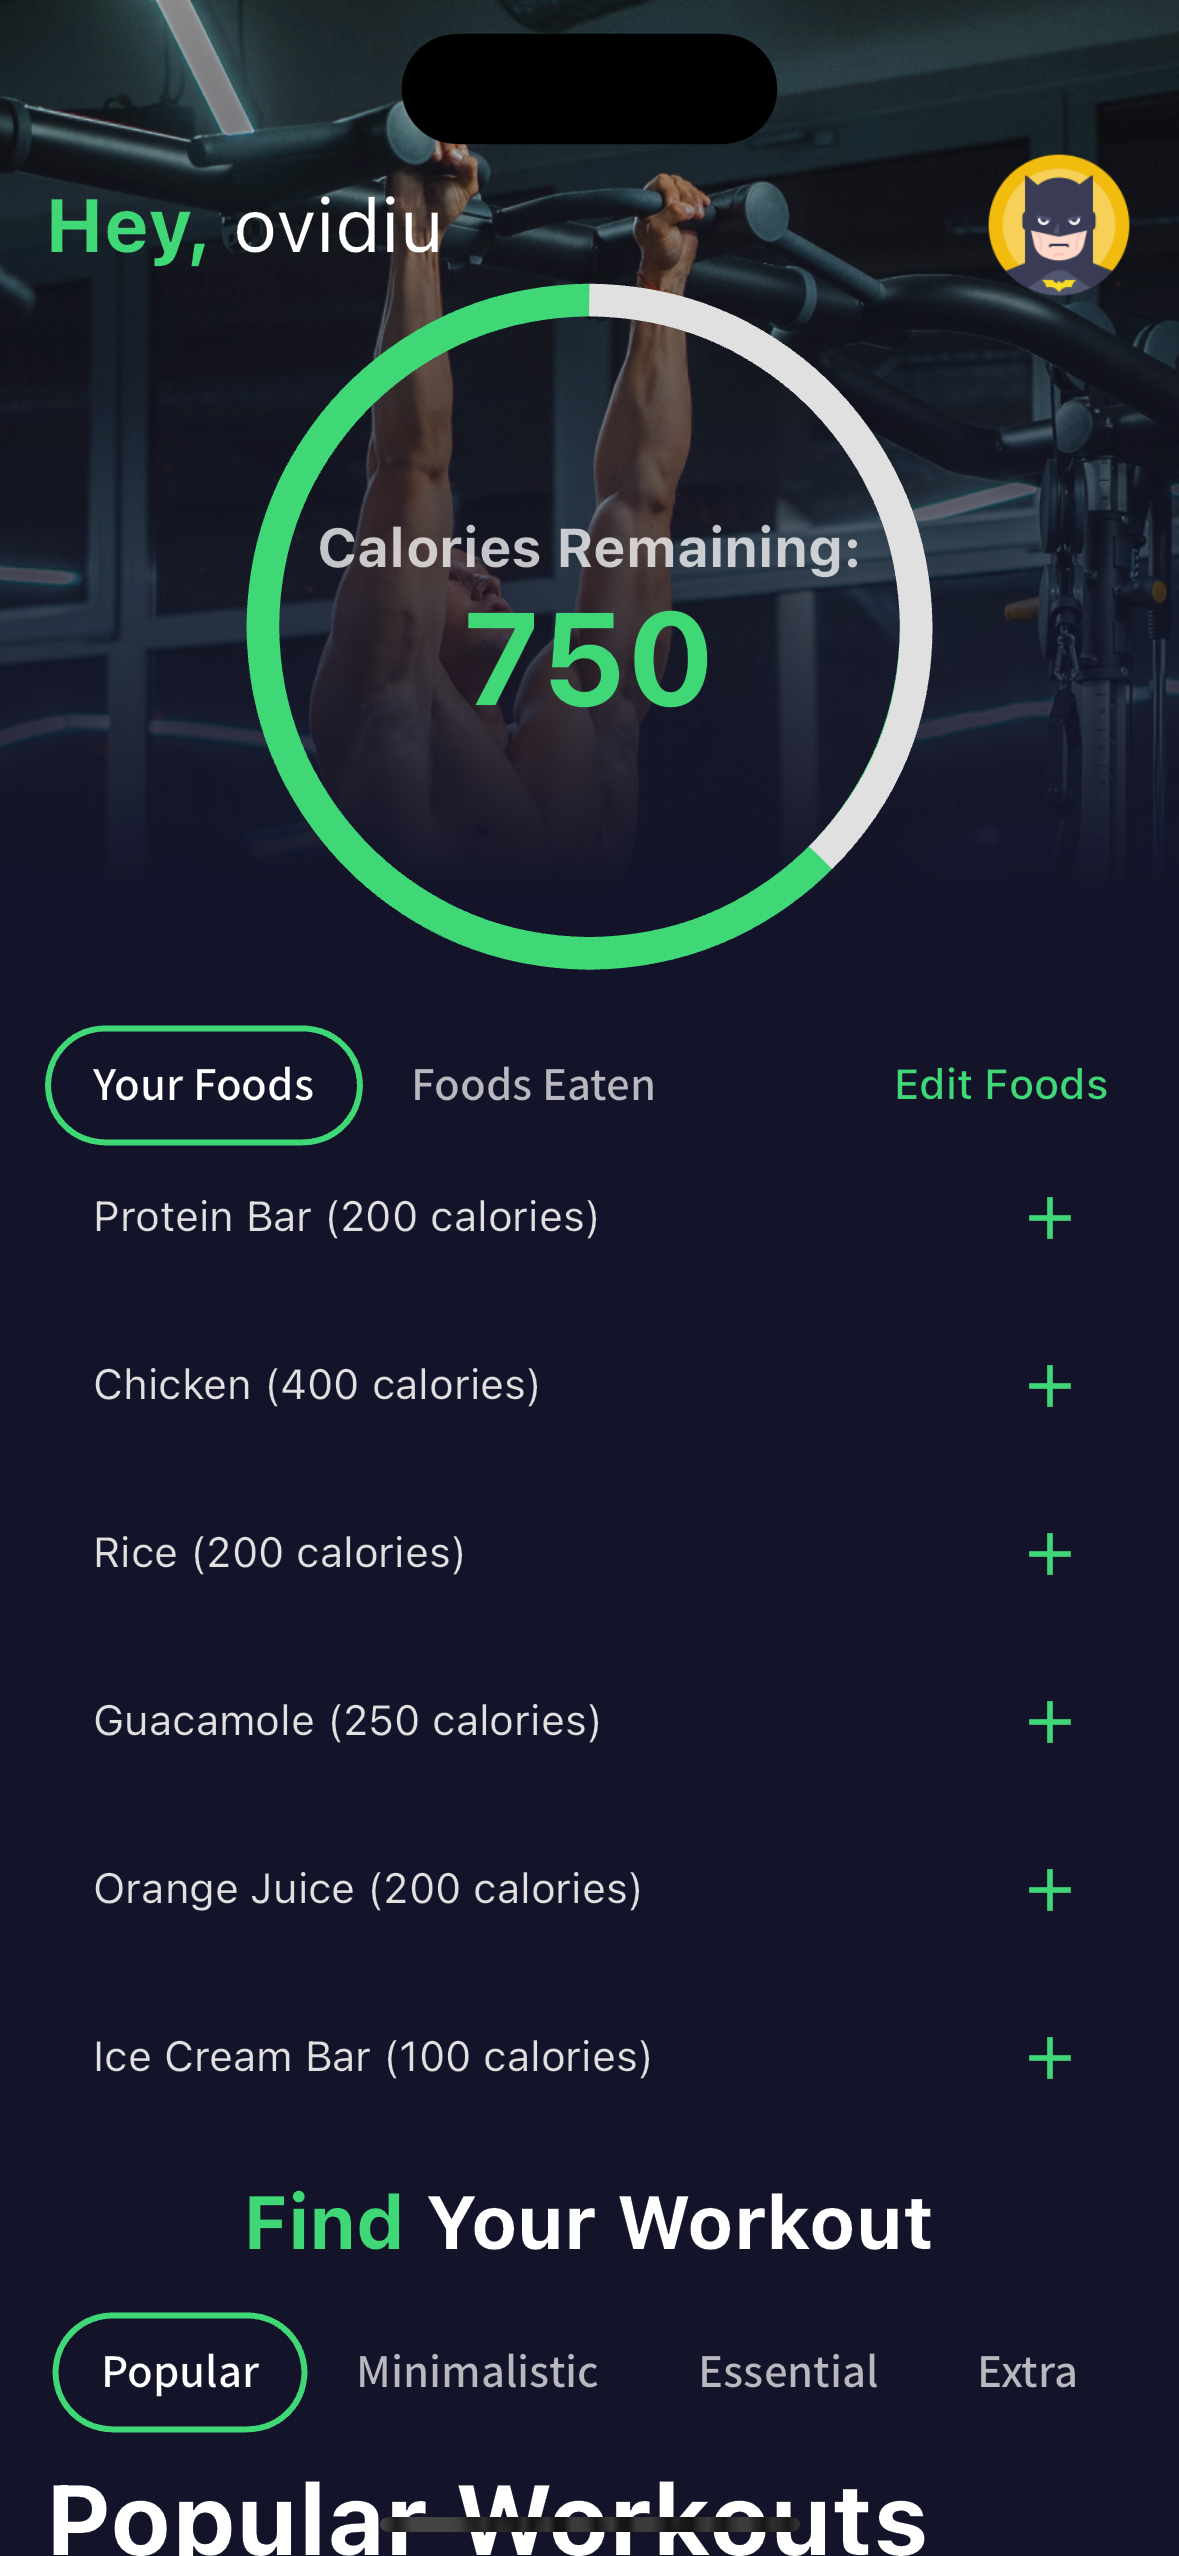 Hey, ovidiu
Calories Remaining:
750
Your Foods Foods Eaten Edit Foods
Protein Bar (200 calories) +
Chicken (400 calories) +
Rice (200 calories) +
Guacamole (250 calories) +
Orange Juice (200 calories) +
Ice Cream Bar (100 calories) +
Find Your Workout
Popular Minimalistic Essential Extra
Popular Workouts